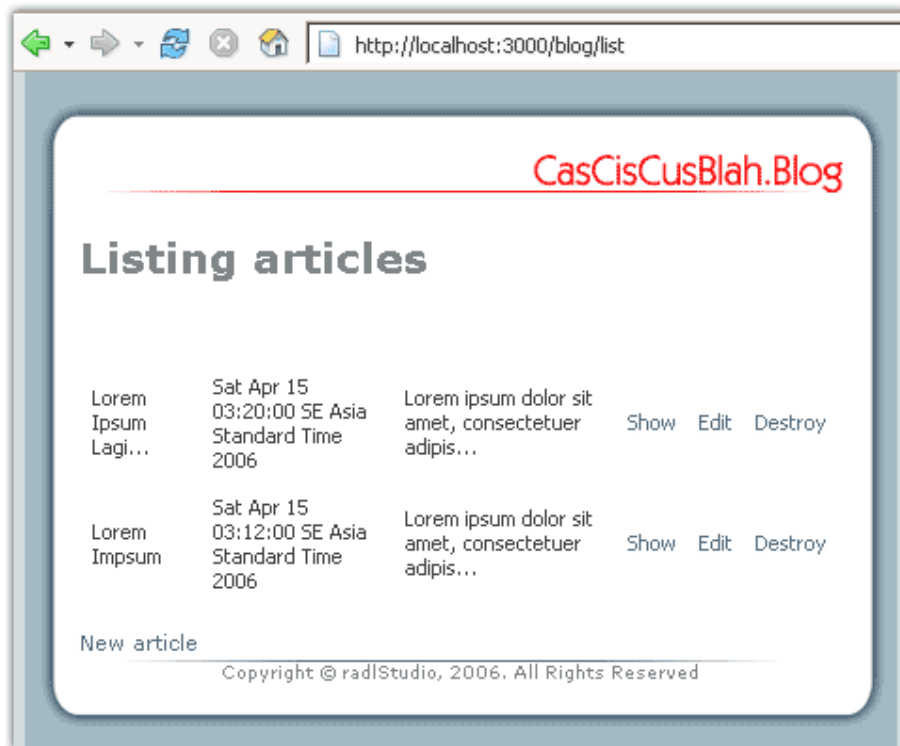 http://localhost:3000/blog/list
CasCisCusBlah.Blog
Listing articles
Lorem
Ipsum
Lagi...
Sat Apr 15
03:20:00 SE Asia
Standard Time
2006
Lorem ipsum dolor sit
amet, consectetuer
adipis...
Show Edit Destroy
Lorem
Impsum
Sat Apr 15
03:12:00 SE Asia
Standard Time
2006
Lorem ipsum dolor sit
amet, consectetuer
adipis...
Show Edit Destroy
New article
Copyright © radlStudio, 2006. All Rights Reserved